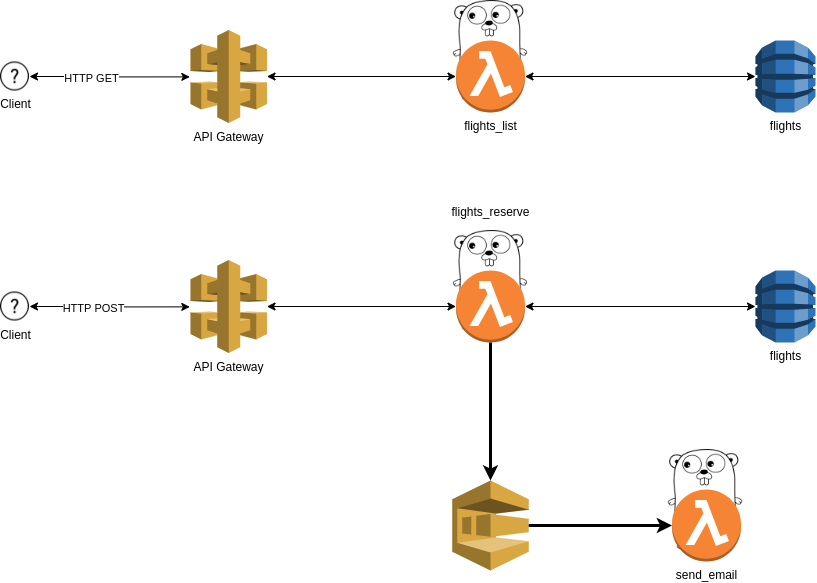 ?
HTTP GET
Client
API Gateway
flights_list
flights
flights_reserve
?
HTTP POST
Client
API Gateway
flights
send_email